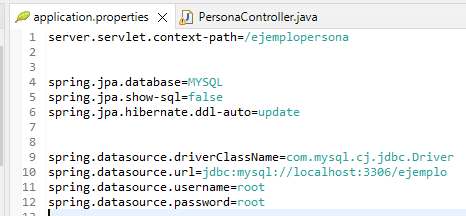 application.properties
PersonaController.java
1 server.servlet.context-path=/ejemplopersona
2
3
4 spring.jpa.database=MYSQL
5 spring.jpa.show-sql=false
6 spring.jpa.hibernate.ddl-auto=update
7
8
9 spring.datasource.driverClassName=com.mysql.cj.jdbc.Driver
10 spring.datasource.url=jdbc:mysql://localhost:3306/ejemplo
11 spring.datasource.username=root
12 spring.datasource.password=root